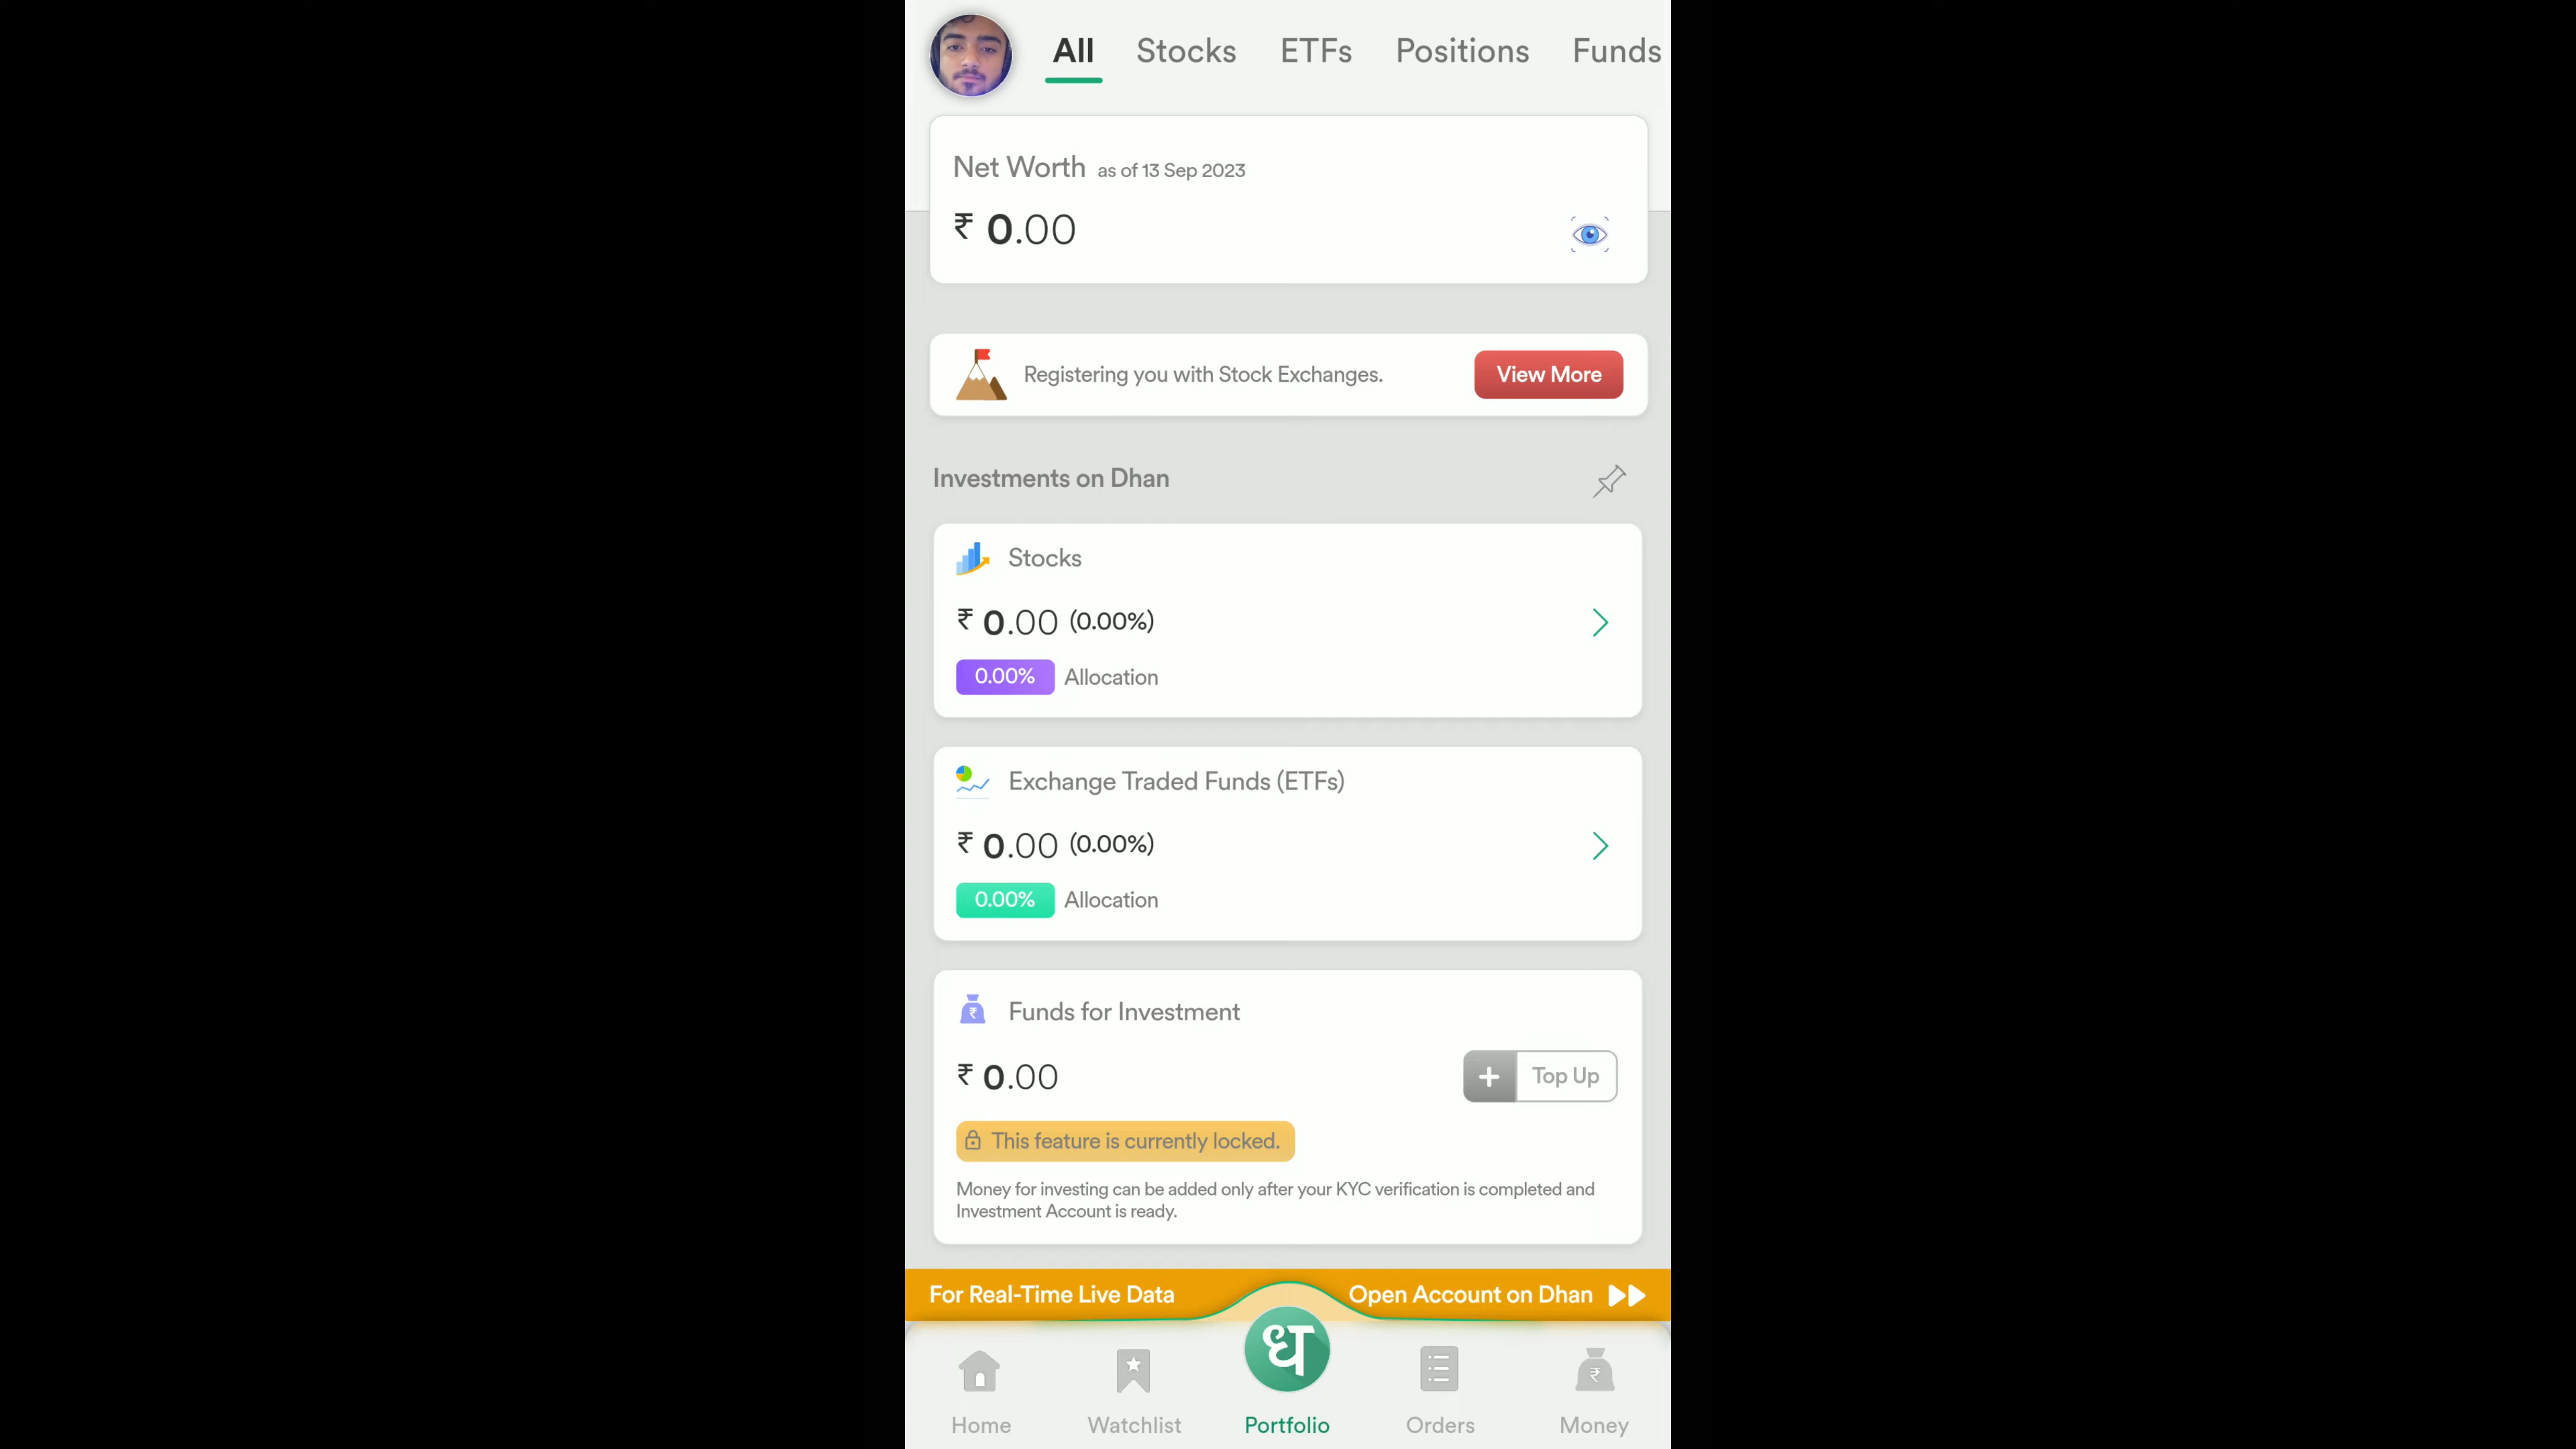 All Stocks ETFs Positions Funds
Net Worth as of 13 Sep 2023
₹ 0.00
Registering you with Stock Exchanges. View More
Investments on Dhan
Stocks
₹ 0.00 (0.00%)
0.00% Allocation
Exchange Traded Funds (ETFs)
₹ 0.00 (0.00%)
0.00% Allocation
₹ Funds for Investment
₹ 0.00 + Top Up
This feature is currently locked.
Money for investing can be added only after your KYC verification is completed and
Investment Account is ready.
For Real-Time Live Data Open Account on Dhan
ध ₹
Home Watchlist Portfolio Orders Money